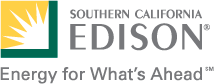 SOUTHERN CALIFORNIA
EDISON®
Energy for What's Ahead℠